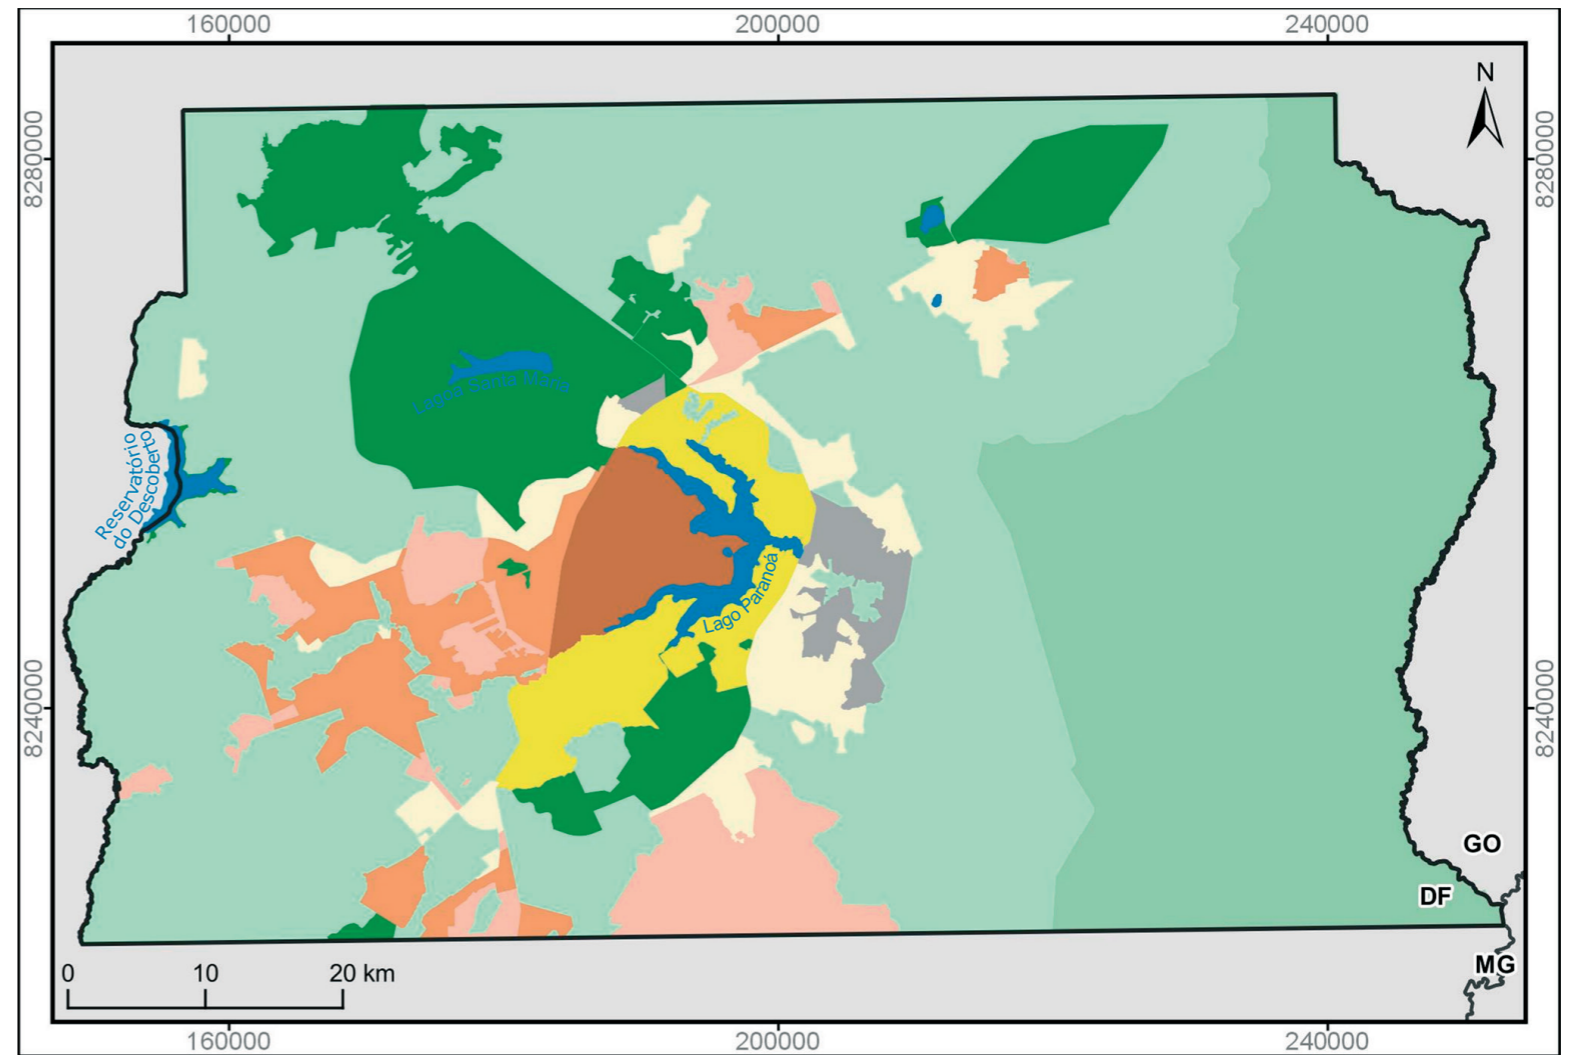 160000
200000
240000
N
8280000
8280000
Lagoa Santa Maria
Reservatório
do Descoberto
Lago Paranoá
8240000
8240000
GO
DF
MG
0
10
20 km
160000
200000
240000